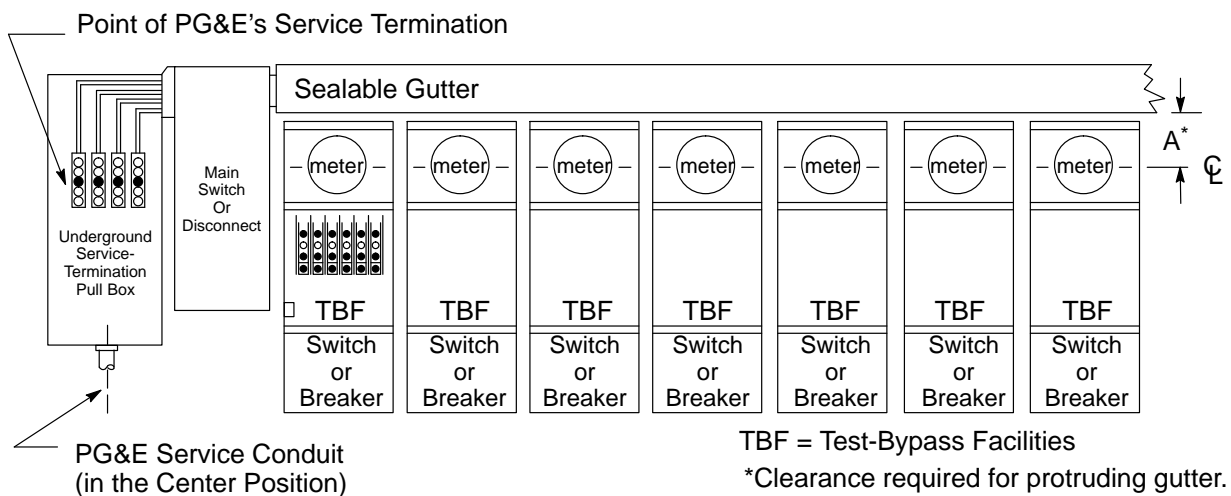 Point of PG&E's Service Termination
Sealable Gutter
A*
℄
meter
meter
meter
meter
meter
meter
meter
Main
Switch
Or
Disconnect
Underground
Service-
Termination
Pull Box
TBF
TBF
TBF
TBF
TBF
TBF
TBF
Switch
or
Breaker
Switch
or
Breaker
Switch
or
Breaker
Switch
or
Breaker
Switch
or
Breaker
Switch
or
Breaker
Switch
or
Breaker
PG&E Service Conduit
(in the Center Position)
TBF = Test-Bypass Facilities
*Clearance required for protruding gutter.